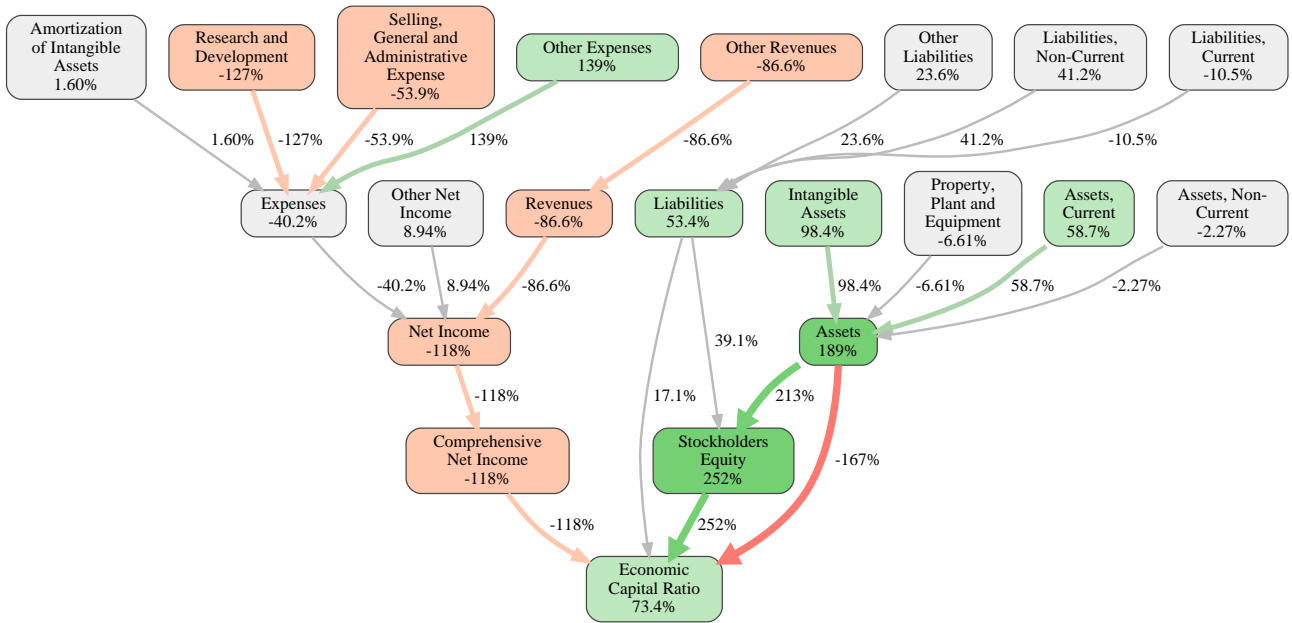 Amortization
of Intangible
Assets
1.60%
Research and
Development
-127%
Selling,
General and
Administrative
Expense
-53.9%
Other Expenses
139%
Other Revenues
-86.6%
Other
Liabilities
23.6%
Liabilities,
Non-Current
41.2%
Liabilities,
Current
-10.5%
1.60%
-127%
-53.9%
139%
-86.6%
23.6%
41.2%
-10.5%
Expenses
-40.2%
Other Net
Income
8.94%
Revenues
-86.6%
Liabilities
53.4%
Intangible
Assets
98.4%
Property,
Plant and
Equipment
-6.61%
Assets,
Current
58.7%
Assets, Non-
Current
-2.27%
-40.2%
8.94%
-86.6%
98.4%
-6.61%
58.7%
-2.27%
Net Income
-118%
39.1%
Assets
189%
-118%
17.1%
213%
Comprehensive
Net Income
-118%
Stockholders
Equity
252%
-167%
-118%
252%
Economic
Capital Ratio
73.4%